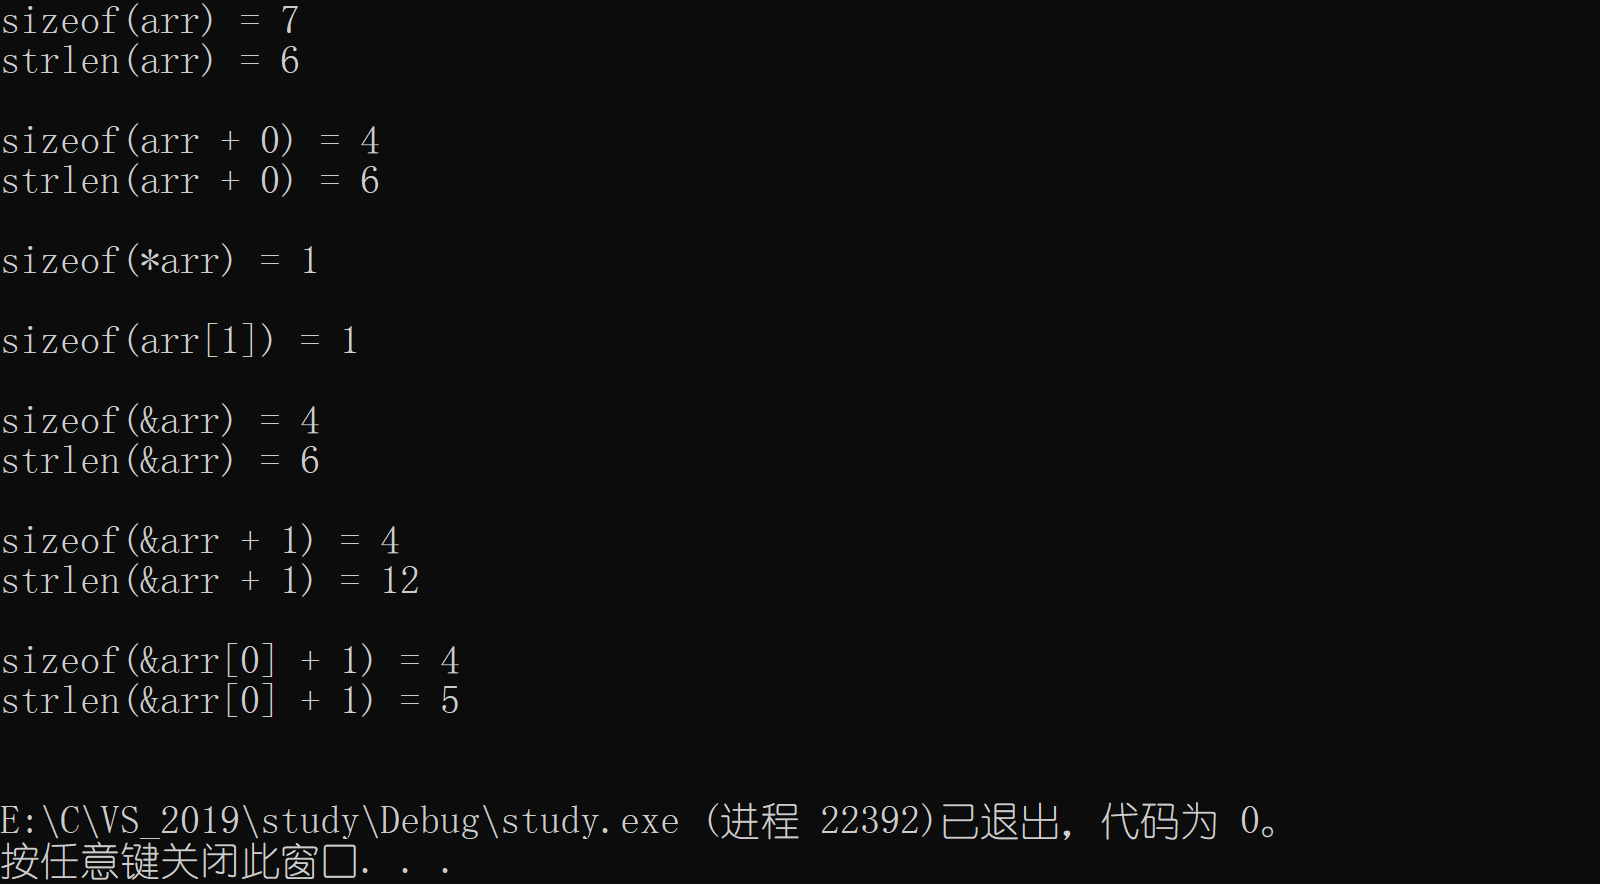 sizeof(arr) = 7
strlen(arr) = 6
sizeof(arr + 0) = 4
strlen(arr + 0) = 6
sizeof(*arr) = 1
sizeof(arr[1]) = 1
sizeof(&arr) = 4
strlen(&arr) = 6
sizeof(&arr + 1) = 4
strlen(&arr + 1) = 12
sizeof(&arr[0] + 1) = 4
strlen(&arr[0] + 1) = 5
E:\C\VS_2019\study\Debug\study.exe (进程 22392)已退出，代码为 0。
按任意键关闭此窗口. . .